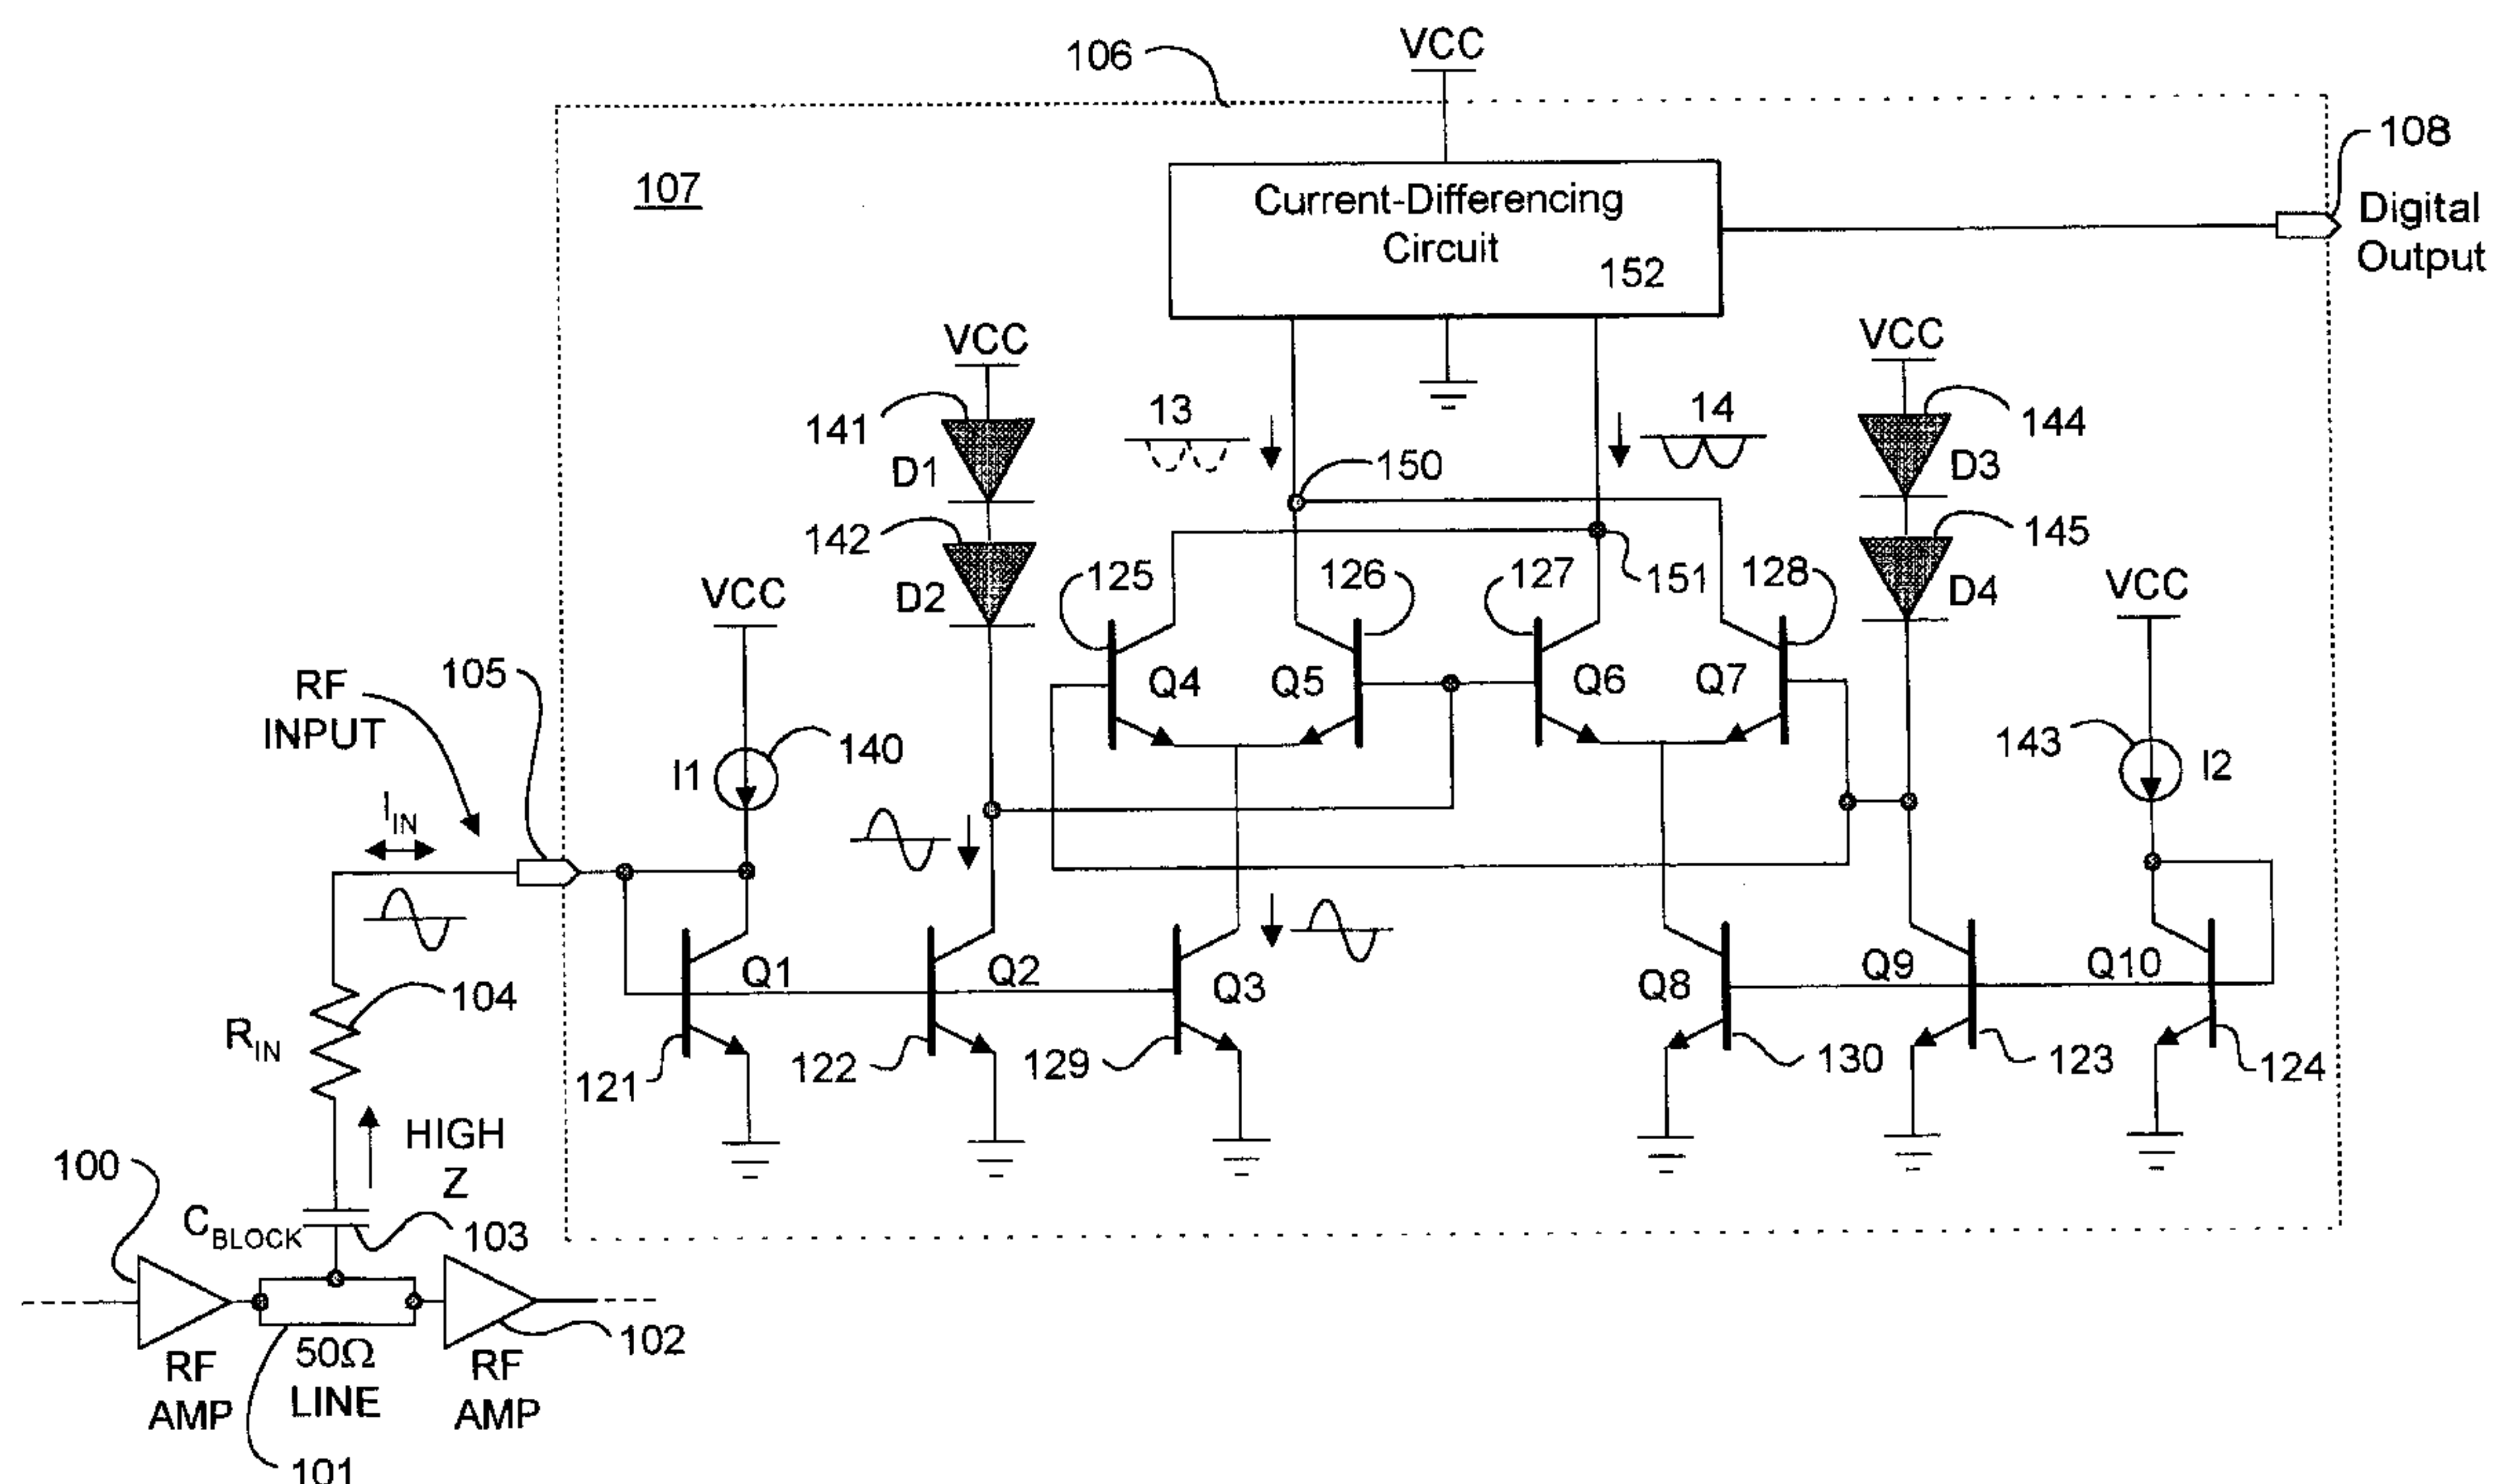 106
VCC
108
Digital
Output
107
Current-Differencing
Circuit
152
VCC
VCC
141
D1
13
14
144
D3
150
142
D2
145
D4
125
126
127
151
128
VCC
VCC
Q4
Q5
Q6
Q7
RF
INPUT
105
I1
140
143
I2
IIN
Q1
Q2
Q3
Q8
Q9
Q10
104
RIN
121
122
129
130
123
124
HIGH
Z
100
CBLOCK
103
50Ω
LINE
RF
AMP
RF
AMP
102
101